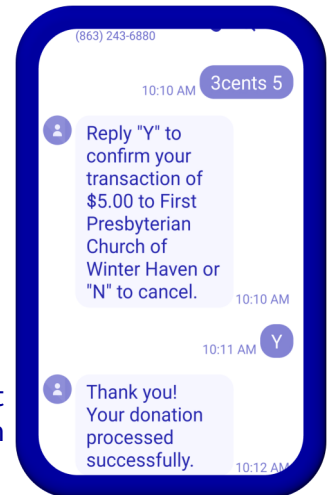 (863) 243-6880
10:10 AM 3cents 5
Reply "Y" to
confirm your
transaction of
$5.00 to First
Presbyterian
Church of
Winter Haven or
"N" to cancel.
10:10 AM
10:11 AM Y
Thank you!
Your donation
processed
successfully.
10:12 AM